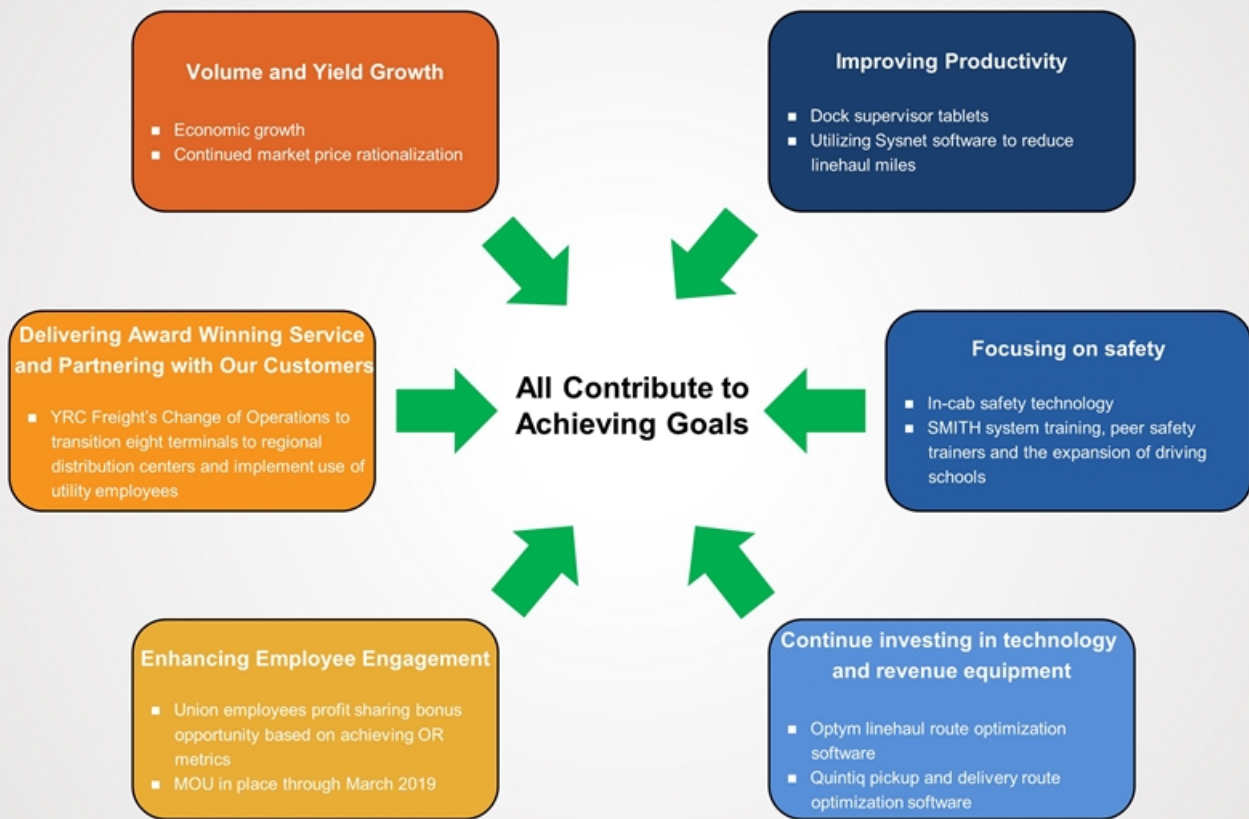 Volume and Yield Growth
■ Economic growth
■ Continued market price rationalization
Improving Productivity
■ Dock supervisor tablets
■ Utilizing Sysnet software to reduce
linehaul miles
Delivering Award Winning Service
and Partnering with Our Customers
■ YRC Freight's Change of Operations to
transition eight terminals to regional
distribution centers and implement use of
utility employees
All Contribute to
Achieving Goals
Focusing on safety
■ In-cab safety technology
■ SMITH system training, peer safety
trainers and the expansion of driving
schools
Enhancing Employee Engagement
■ Union employees profit sharing bonus
opportunity based on achieving OR
metrics
■ MOU in place through March 2019
Continue investing in technology
and revenue equipment
■ Optym linehaul route optimization
software
■ Quintiq pickup and delivery route
optimization software